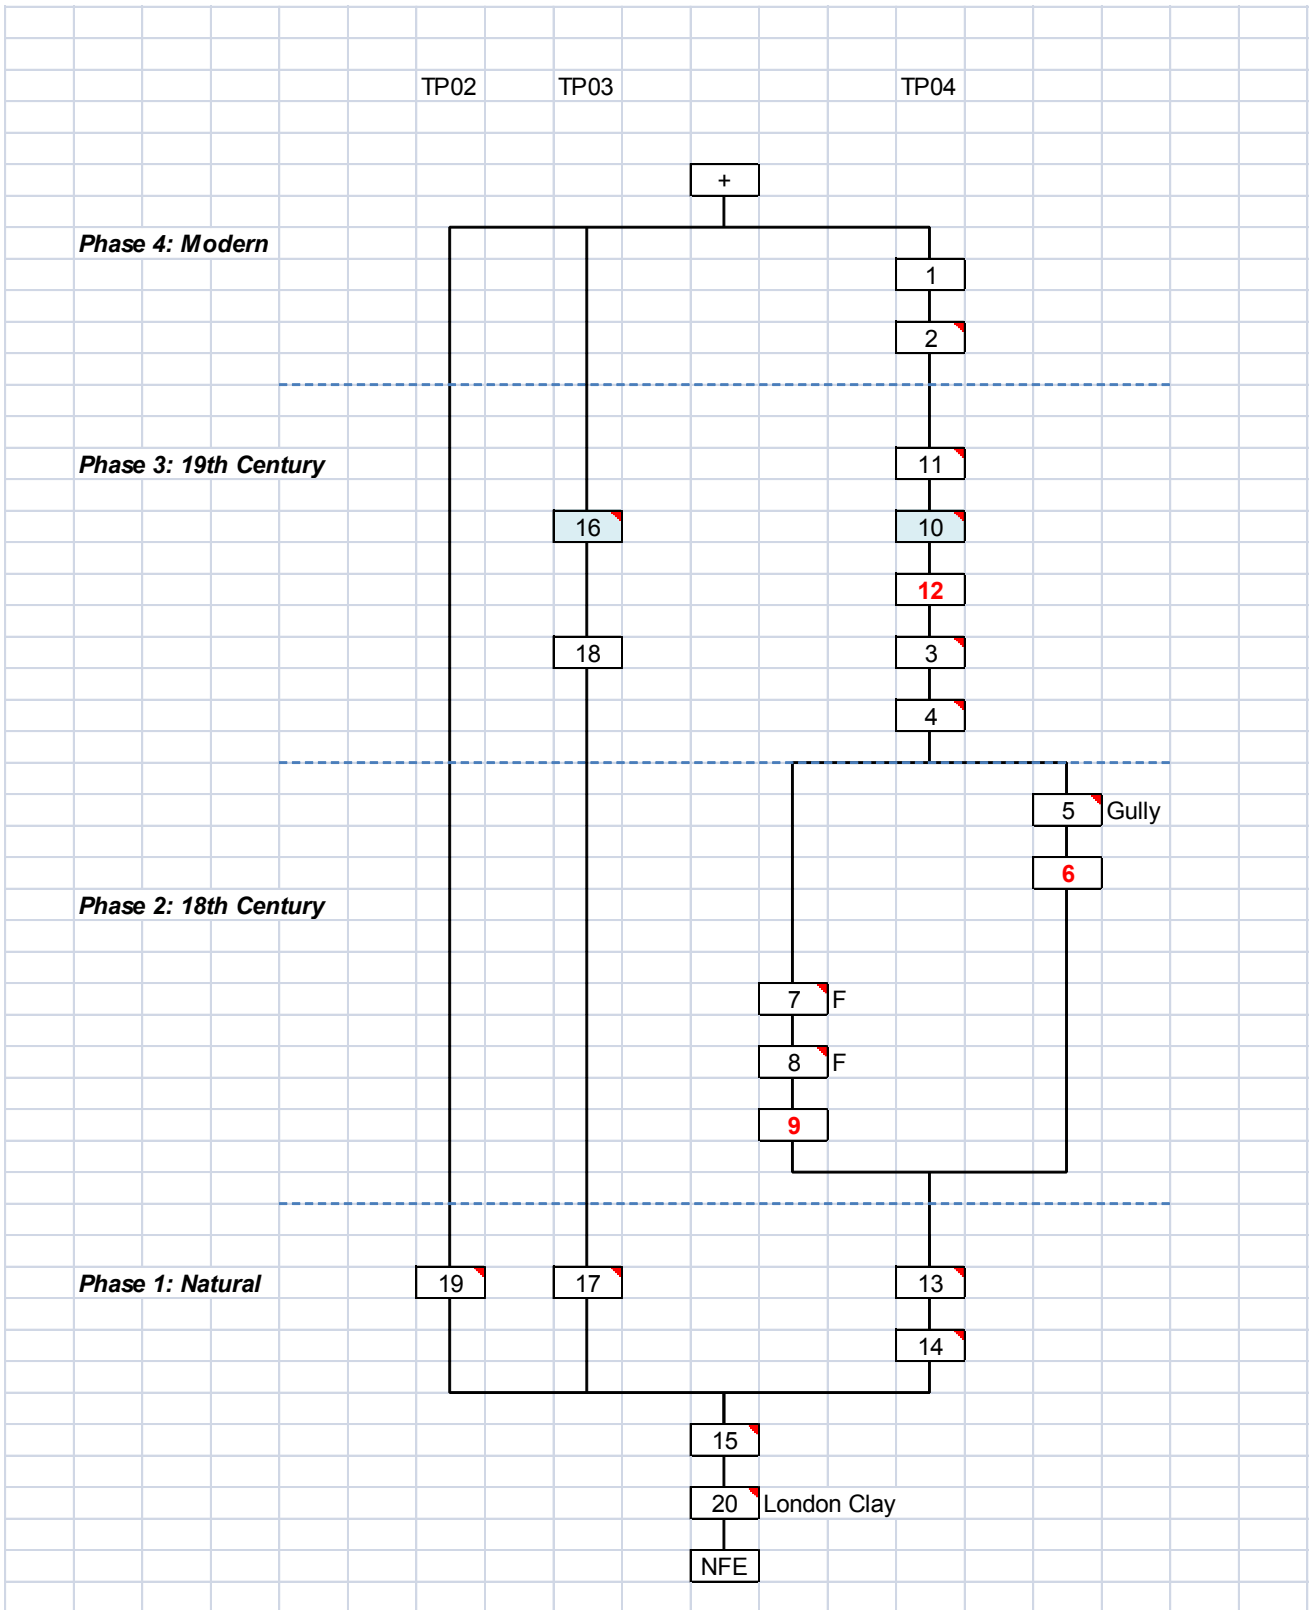 TP02 TP03 TP04
+
Phase 4: Modern
1
2
Phase 3: 19th Century 11
16 10
12
18 3
4
5 Gully
6
Phase 2: 18th Century
7 F
8 F
9
Phase 1: Natural 19 17 13
14
15
20 London Clay
NFE